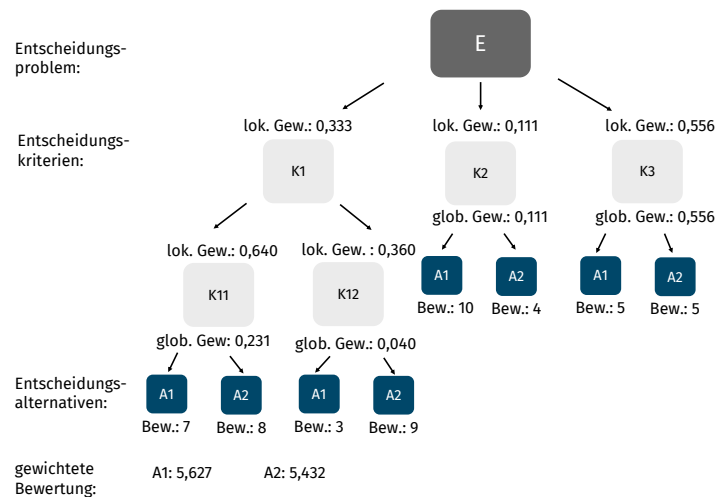 E
Entscheidungs-
problem:
lok. Gew.: 0,333
lok. Gew.: 0,111
lok. Gew.: 0,556
Entscheidungs-
kriterien:
K1
K2
K3
glob. Gew.: 0,111
glob. Gew.: 0,556
lok. Gew.: 0,640
lok. Gew. : 0,360
A1
A2
A1
A2
K11
K12
Bew.: 10
Bew.: 4
Bew.: 5
Bew.: 5
glob. Gew: 0,231
glob. Gew.: 0,040
Entscheidungs-
alternativen:
A1
A2
A1
A2
Bew.: 7
Bew.: 8
Bew.: 3
Bew.: 9
gewichtete
Bewertung:
A1: 5,627
A2: 5,432